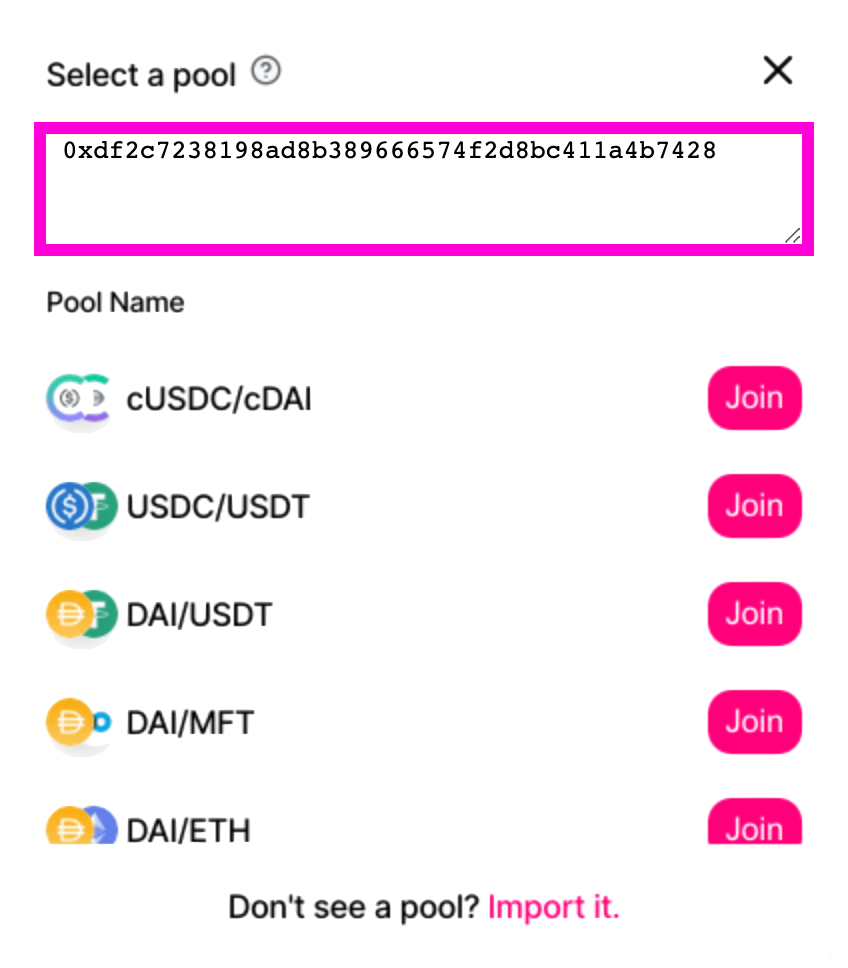 Select a pool ?
0xdf2c7238198ad8b389666574f2d8bc411a4b7428
Pool Name
cUSDC/cDAI Join
USDC/USDT Join
DAI/USDT Join
DAI/MFT Join
DAI/ETH Join
Don't see a pool? Import it.